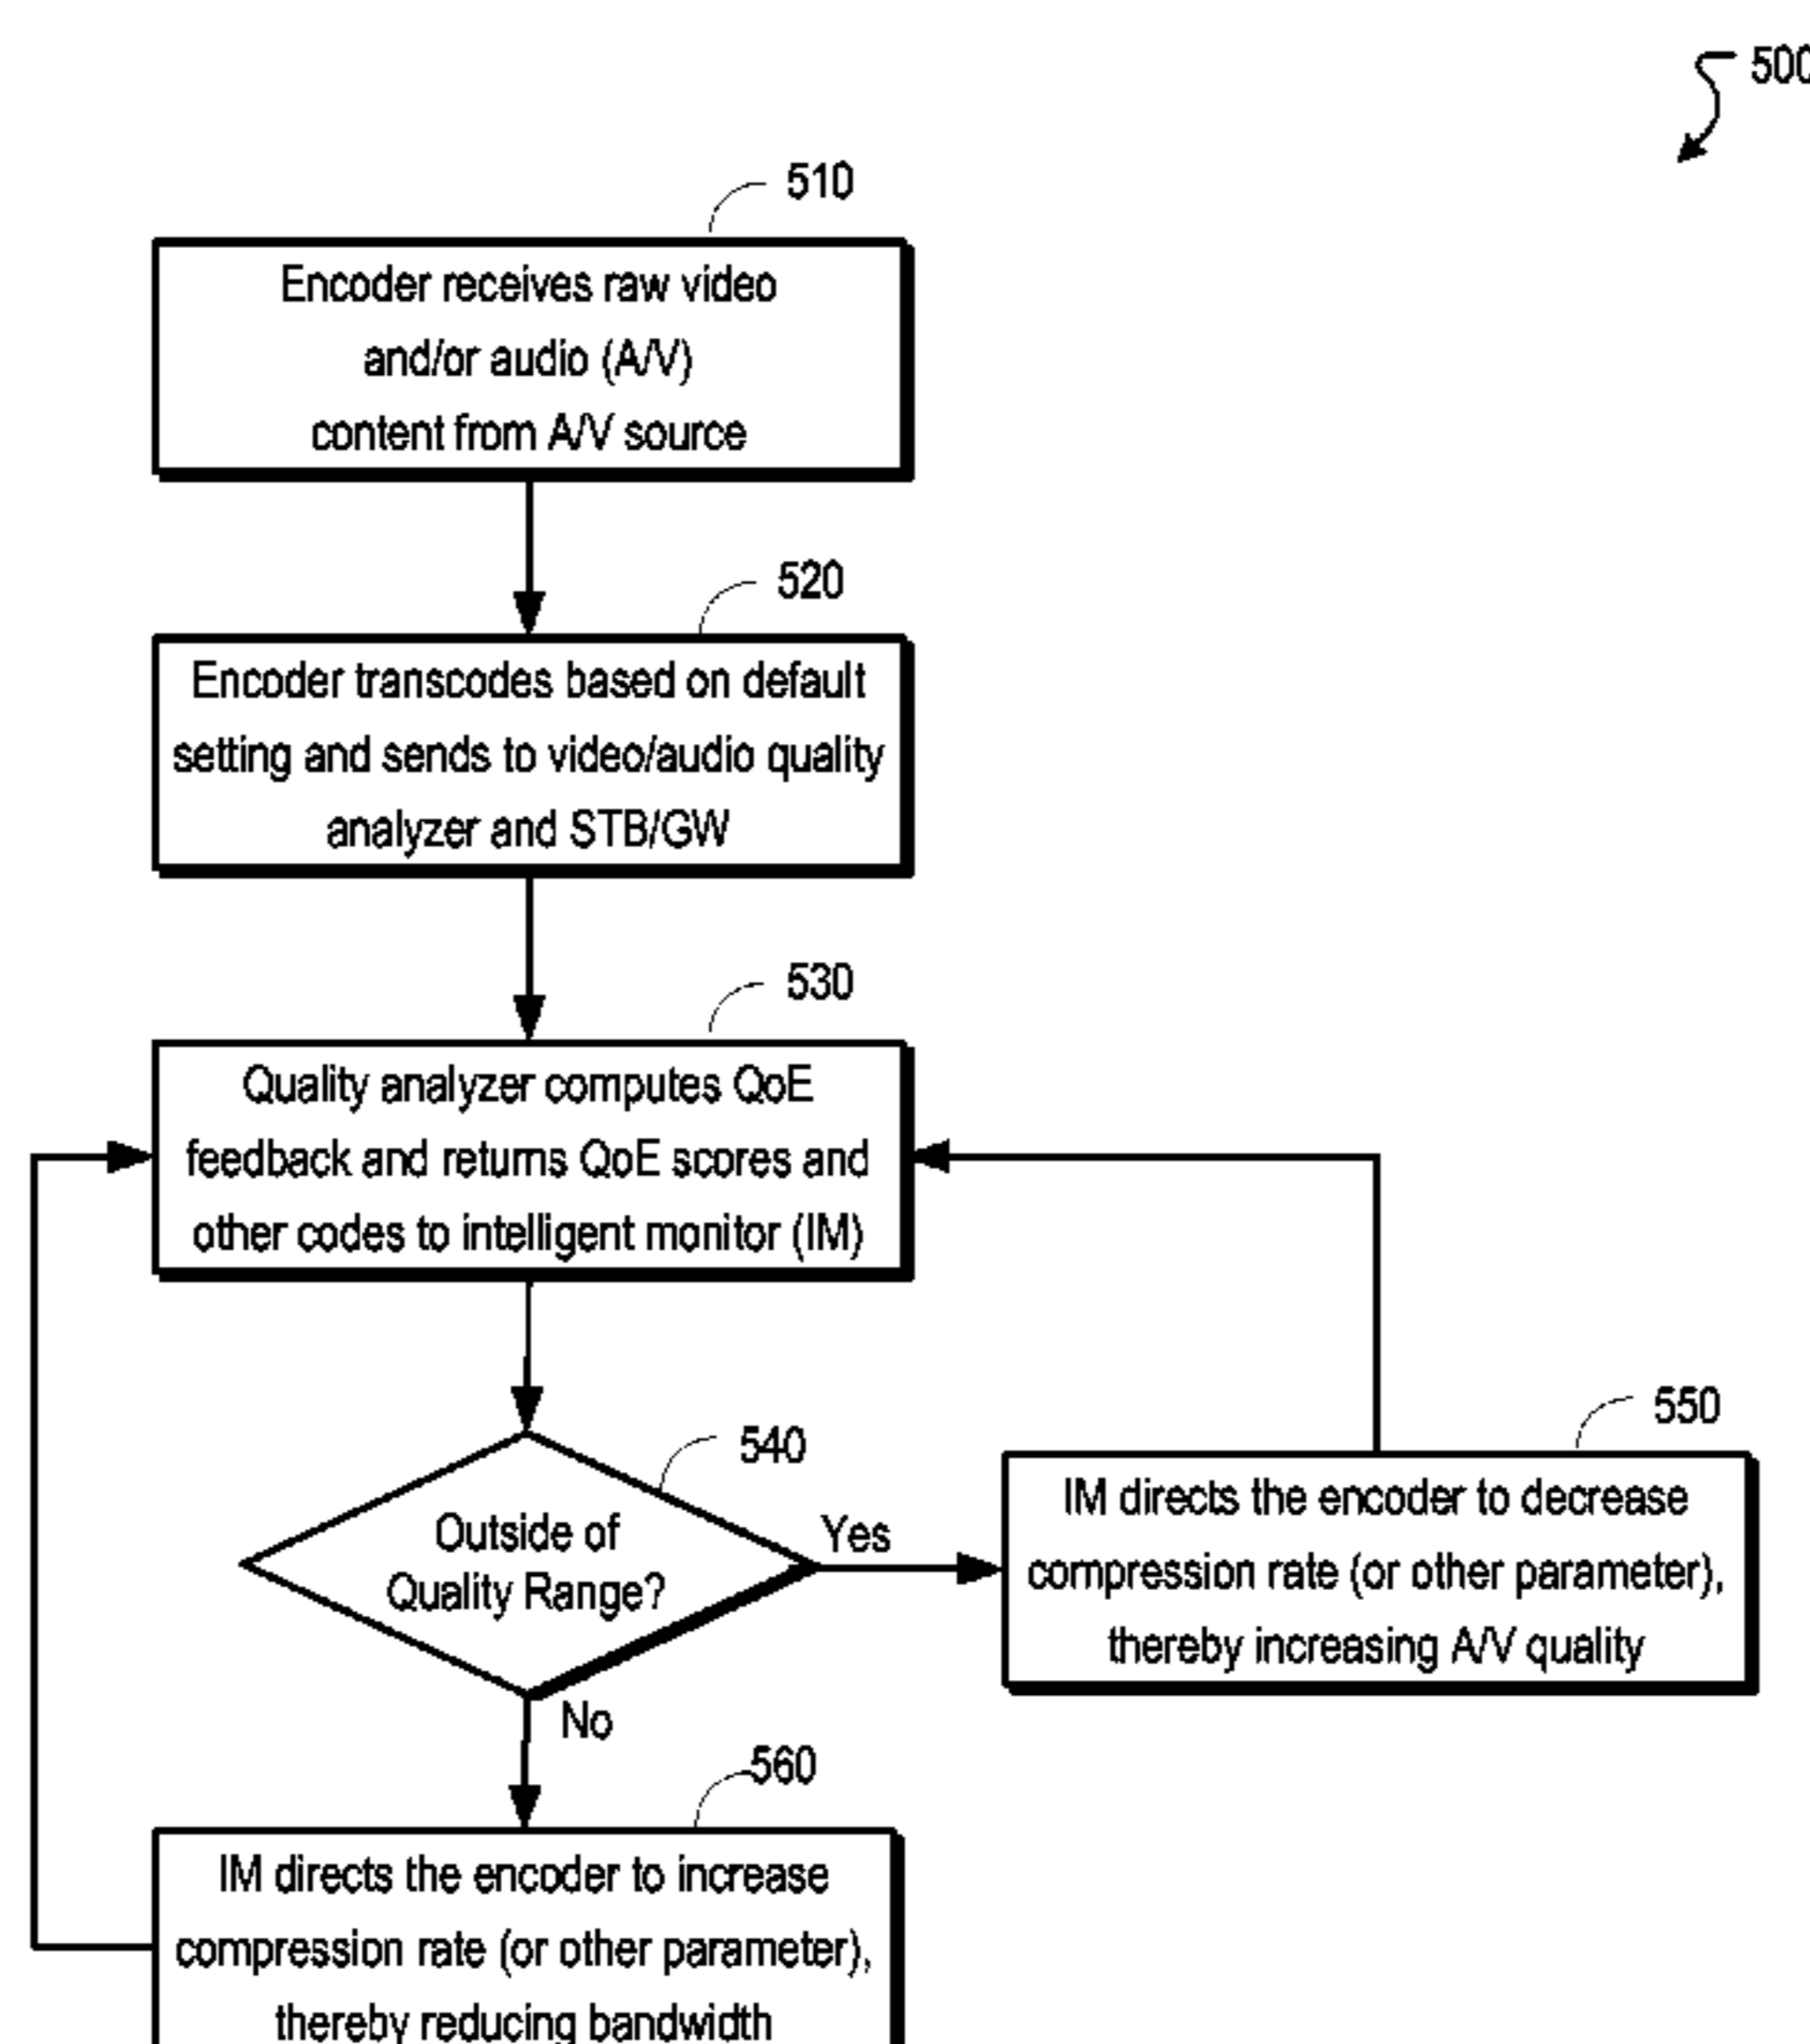 500
510
Encoder receives raw video
and/or audio (A/V)
content from A/V source
520
Encoder transcodes based on default
setting and sends to video/audio quality
analyzer and STB/GW
530
Quality analyzer computes QoE
feedback and returns QoE scores and
other codes to intelligent monitor (IM)
540
Outside of
Quality Range?
Yes
550
IM directs the encoder to decrease
compression rate (or other parameter),
thereby increasing A/V quality
No
560
IM directs the encoder to increase
compression rate (or other parameter),
thereby reducing bandwidth